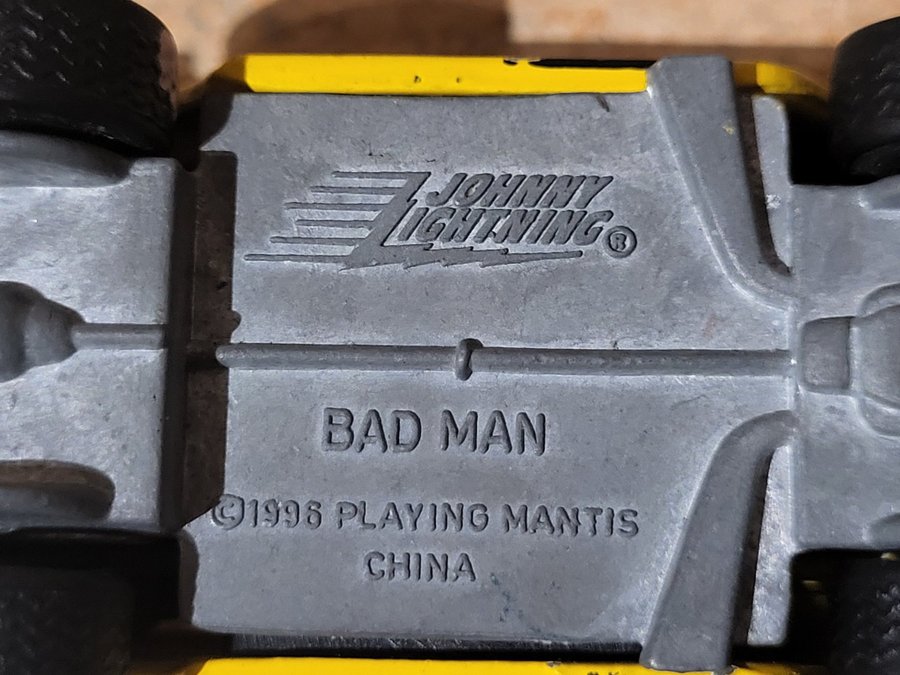 JOHNNY
LIGHTNING®
BAD MAN
©1996 PLAYING MANTIS
CHINA